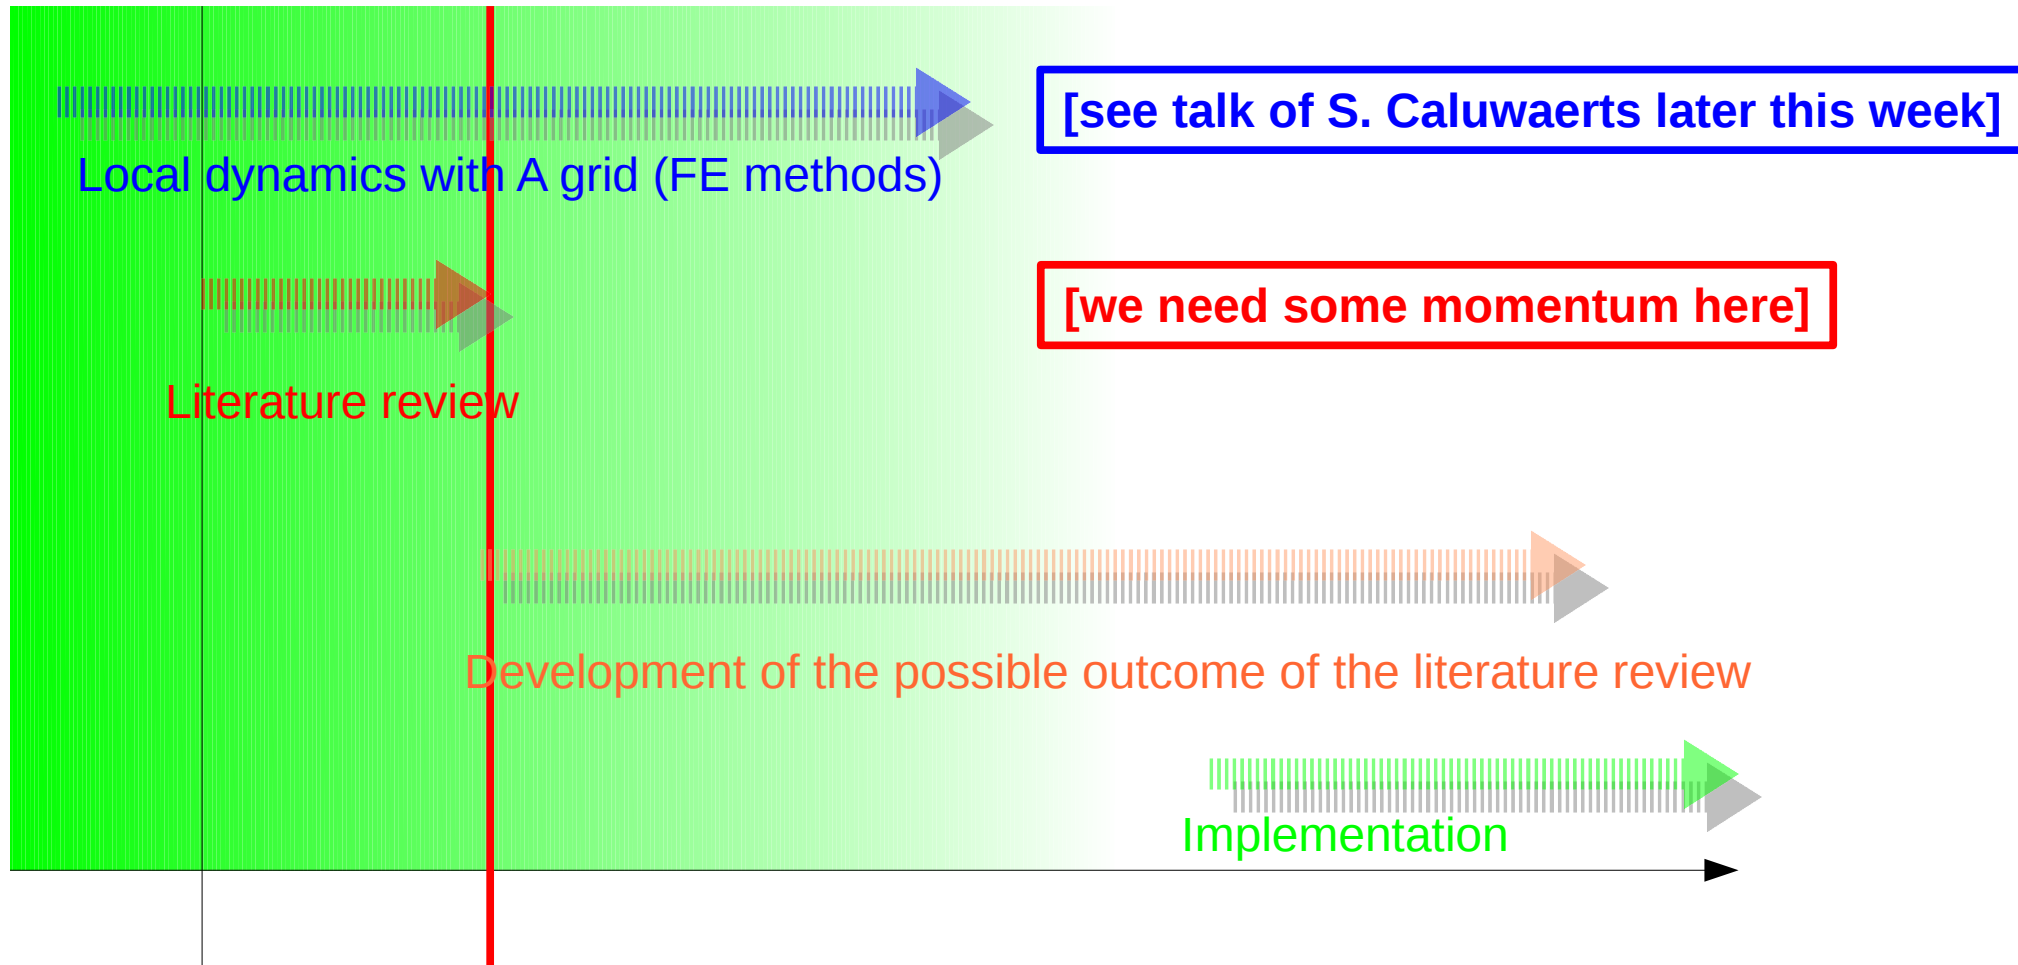 [see talk of S. Caluwaerts later this week]
Local dynamics with A grid (FE methods)
[we need some momentum here]
Literature review
Development of the possible outcome of the literature review
Implementation